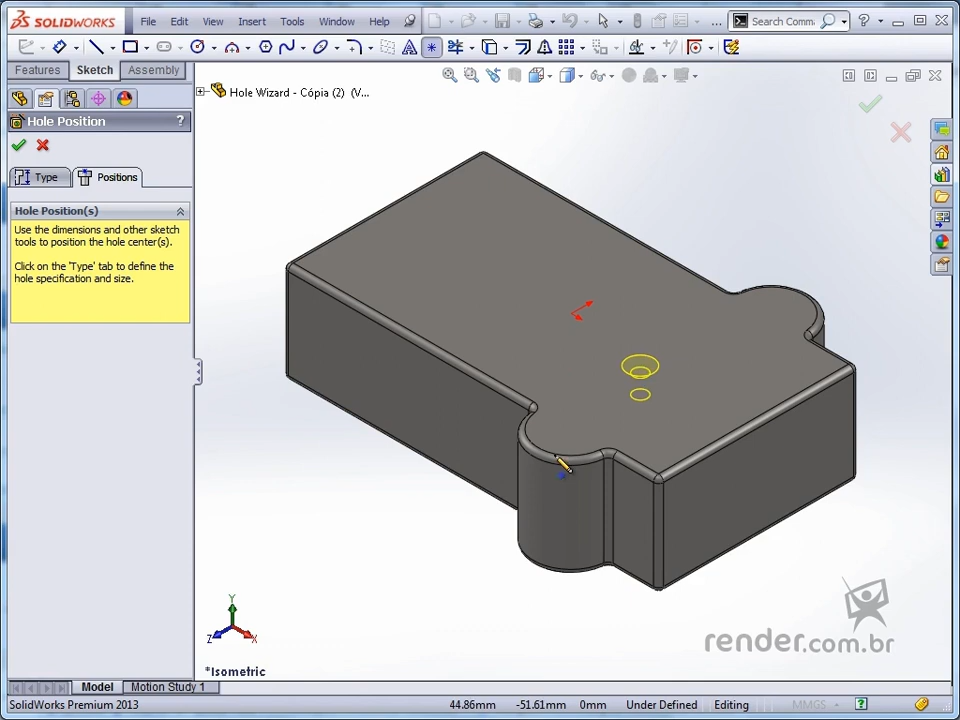 SOLIDWORKS File Edit View Insert Tools Window Help ... Search Comma ?
Features Sketch Assembly
Hole Wizard - Cópia (2) (V...
Hole Position ?
Type Positions
Hole Position(s)
Use the dimensions and other sketch
tools to position the hole center(s).
Click on the 'Type' tab to define the
hole specification and size.
Y
Z X
*Isometric
render.com.br
Model Motion Study 1
SolidWorks Premium 2013 44.86mm -51.61mm 0mm Under Defined Editing MMGS ?